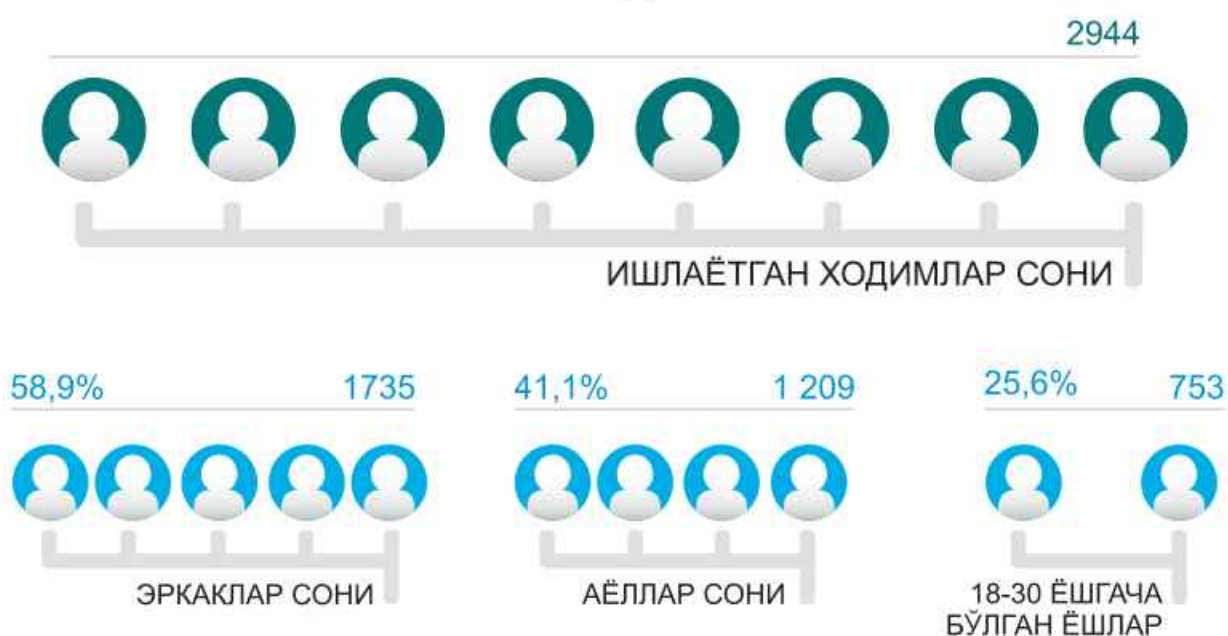 2944
ИШЛАЁТГАН ХОДИМЛАР СОНИ
58,9% 1735
ЭРКАКЛАР СОНИ
41,1% 1 209
АЁЛЛАР СОНИ
25,6% 753
18-30 ЁШГАЧА
БЎЛГАН ЁШЛАР